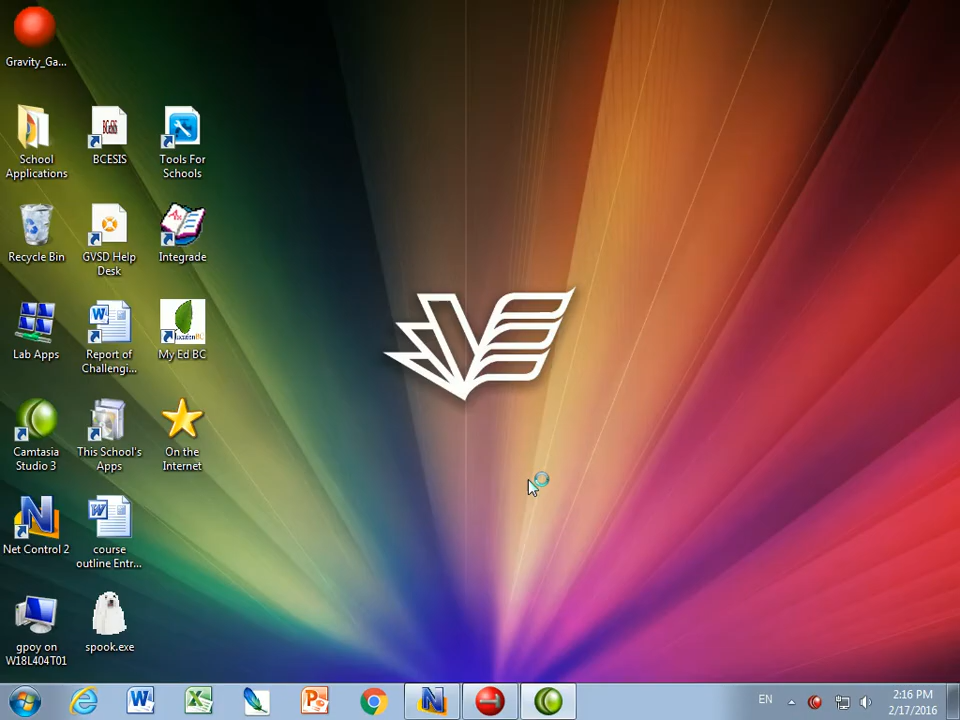 Gravity_Ga...
School
Applications
BCESIS
Tools For
Schools
Recycle Bin
GVSD Help
Desk
Integrade
Lab Apps
Report of
Challengi...
My Ed BC
Camtasia
Studio 3
This School's
Apps
On the
Internet
Net Control 2
course
outline Entr...
gpoy on
W18L404T01
spook.exe
EN
2:16 PM
2/17/2016